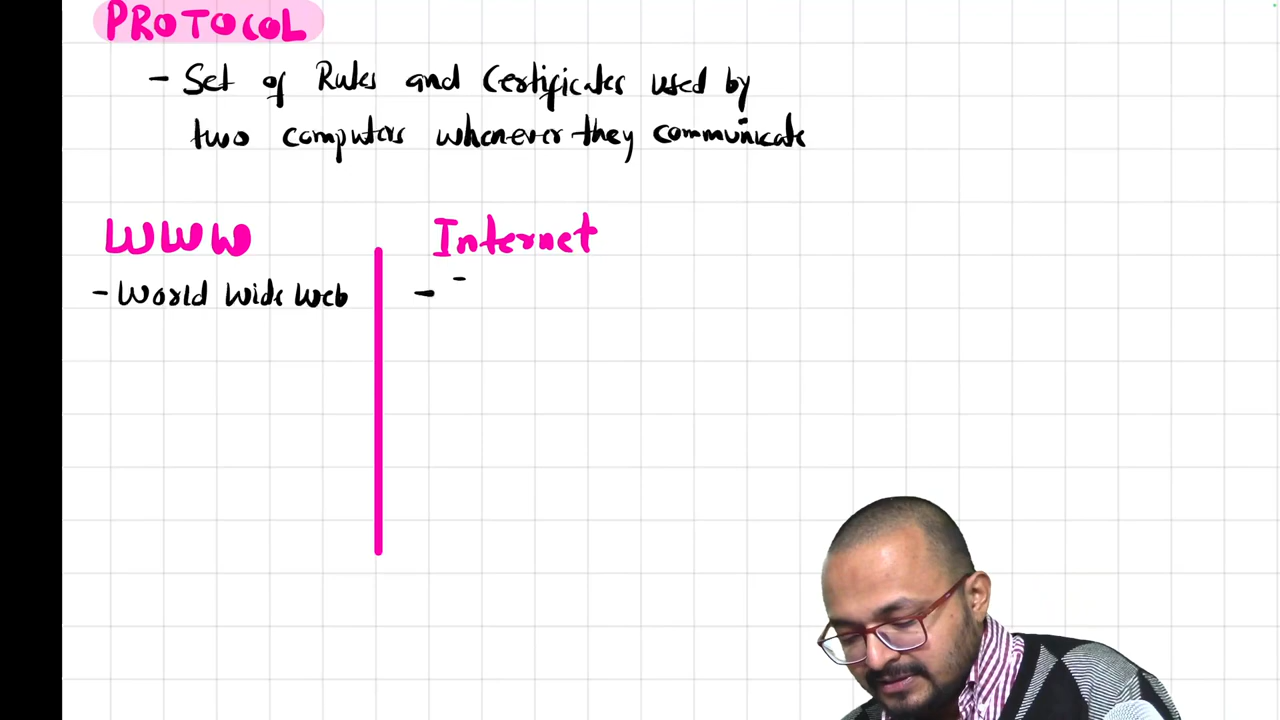 PROTOCOL
- Set of Rules and Certificates used by
two computers whenever they communicate
WWW
- World Wide Web
Internet
-